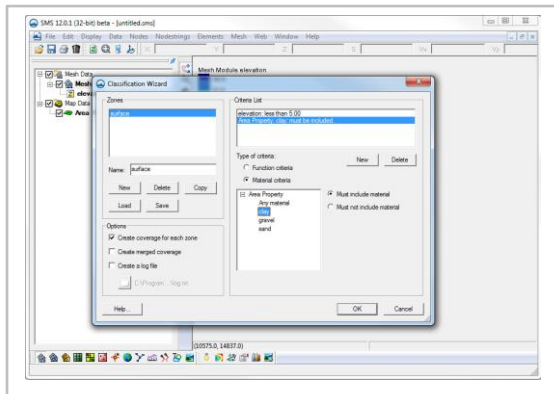 SMS 12.0.1 (32-bit) beta - [untitled.sms]
File Edit Display Data Nodes Nodestrings Elements Mesh Web Window Help
X: Y: Z: S: Vx: Vy:
Mesh Data
Mesh
elev
Map Data
Area
Mesh Module elevation
Classification Wizard
Zones
surface
Name: surface
New Delete Copy
Load Save
Options
Create coverage for each zone
Create merged coverage
Create a log file
Help...
Criteria List
elevation: less than 5.00
Area Property, clay: must be included
Type of criteria:
New Delete
Function criteria
Material criteria
Area Property
Any material
clay
gravel
sand
Must include material
Must not include material
OK Cancel
(10575.0, 14837.0)